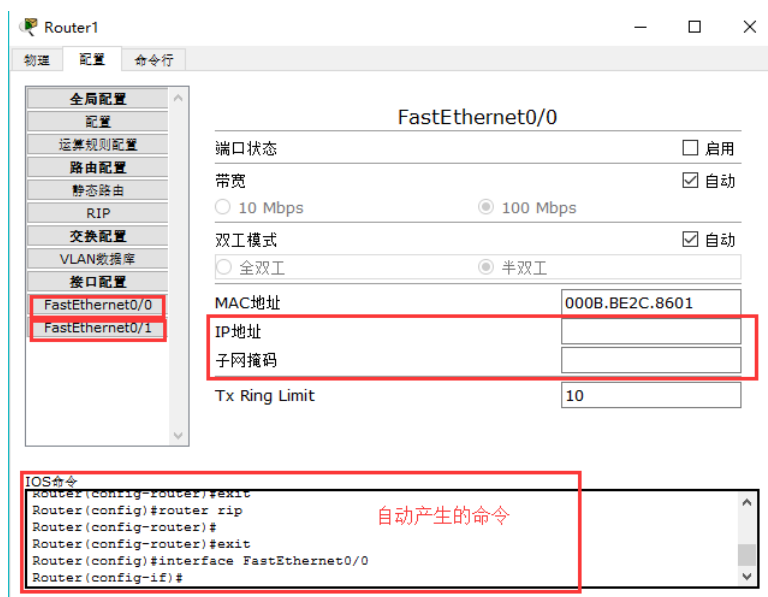 Router1
物理 配置 命令行
全局配置
配置
运算规则配置
路由配置
静态路由
RIP
交换配置
VLAN数据库
接口配置
FastEthernet0/0
FastEthernet0/1
FastEthernet0/0
端口状态 启用
带宽 自动
10 Mbps 100 Mbps
双工模式 自动
全双工 半双工
MAC地址 000B.BE2C.8601
IP地址
子网掩码
Tx Ring Limit 10
IOS命令
Router(config-router)#exit
Router(config)#router rip
Router(config-router)#
Router(config-router)#exit
Router(config)#interface FastEthernet0/0
Router(config-if)#
自动产生的命令